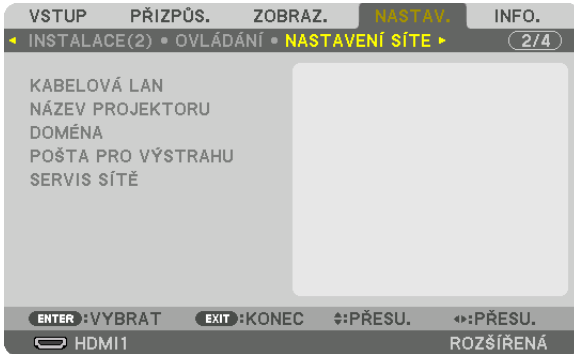 VSTUP PŘIZPŮS. ZOBRAZ. NASTAV. INFO.
INSTALACE(2) • OVLÁDÁNÍ • NASTAVENÍ SÍTE 2/4
KABELOVÁ LAN
NÁZEV PROJEKTORU
DOMÉNA
POŠTA PRO VÝSTRAHU
SERVIS SÍTĚ
ENTER :VYBRAT EXIT :KONEC :PŘESU. :PŘESU.
HDMI1 ROZŠÍŘENÁ